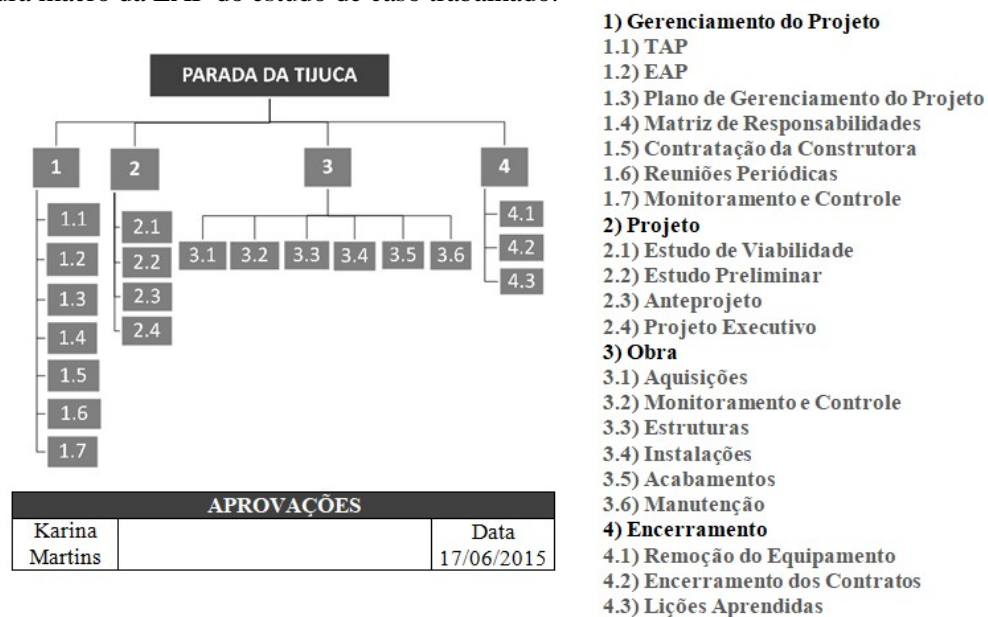 PARADA DA TIJUCA
1 2 3 4
1.1
1.2
1.3
1.4
1.5
1.6
1.7
2.1
2.2
2.3
2.4
3.1 3.2 3.3 3.4 3.5 3.6
4.1
4.2
4.3
APROVAÇÕES
Karina
Martins
Data
17/06/2015
1) Gerenciamento do Projeto
1.1) TAP
1.2) EAP
1.3) Plano de Gerenciamento do Projeto
1.4) Matriz de Responsabilidades
1.5) Contratação da Construtora
1.6) Reuniões Periódicas
1.7) Monitoramento e Controle
2) Projeto
2.1) Estudo de Viabilidade
2.2) Estudo Preliminar
2.3) Anteprojeto
2.4) Projeto Executivo
3) Obra
3.1) Aquisições
3.2) Monitoramento e Controle
3.3) Estruturas
3.4) Instalações
3.5) Acabamentos
3.6) Manutenção
4) Encerramento
4.1) Remoção do Equipamento
4.2) Encerramento dos Contratos
4.3) Lições Aprendidas